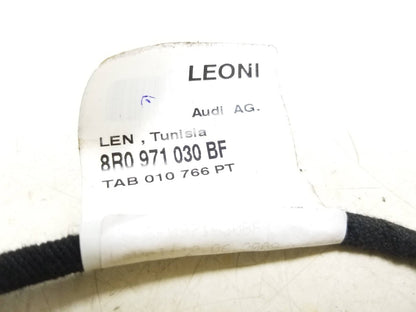 LEONI
Audi AG.
LEN , Tunisia
8R0 971 030 BF
TAB 010 766 PT